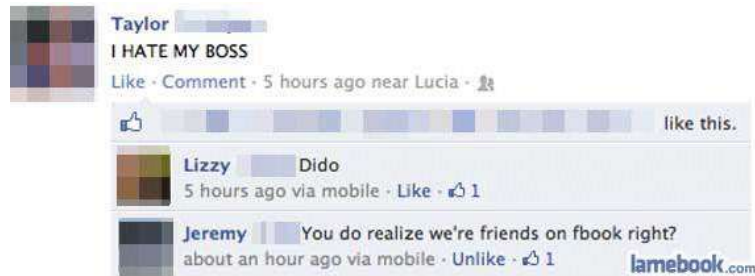 Taylor
I HATE MY BOSS
Like · Comment · 5 hours ago near Lucia ·
like this.
Lizzy Dido
5 hours ago via mobile · Like · 1
Jeremy You do realize we're friends on fbook right?
about an hour ago via mobile · Unlike · 1
lamebook.com